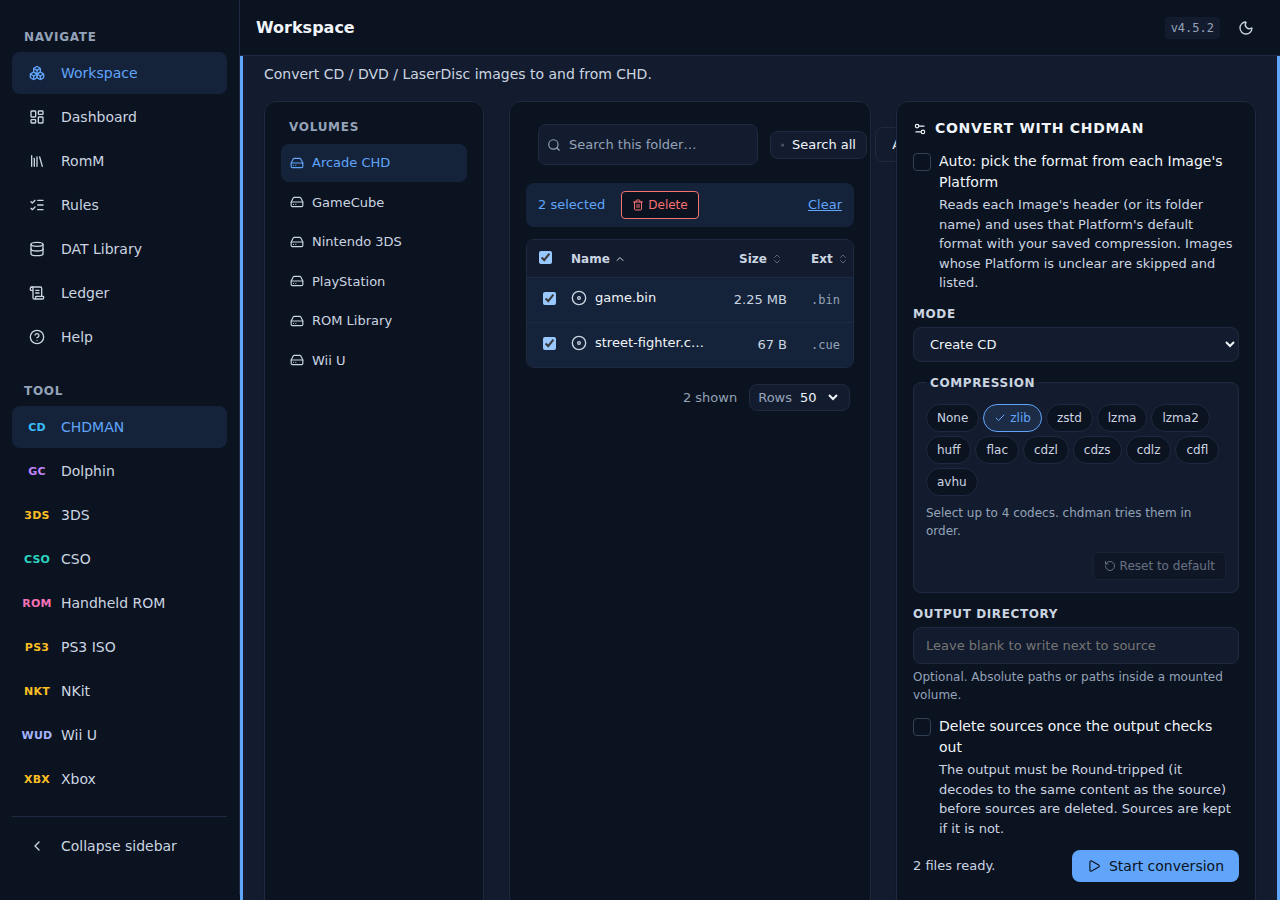 NAVIGATE
Workspace
Dashboard
RomM
Rules
DAT Library
Ledger
Help
TOOL
CD CHDMAN
GC Dolphin
3DS 3DS
CSO CSO
ROM Handheld ROM
PS3 PS3 ISO
NKT NKit
WUD Wii U
XBX Xbox
Collapse sidebar
Workspace
v4.5.2
Convert CD / DVD / LaserDisc images to and from CHD.
VOLUMES
Arcade CHD
GameCube
Nintendo 3DS
PlayStation
ROM Library
Wii U
Search this folder…
Search all
2 selected
Delete
Clear
Name Size Ext
game.bin 2.25 MB .bin
street-fighter.c… 67 B .cue
2 shown Rows 50
CONVERT WITH CHDMAN
Auto: pick the format from each Image's
Platform
Reads each Image's header (or its folder
name) and uses that Platform's default
format with your saved compression. Images
whose Platform is unclear are skipped and
listed.
MODE
Create CD
COMPRESSION
None zlib zstd lzma lzma2
huff flac cdzl cdzs cdlz cdfl
avhu
Select up to 4 codecs. chdman tries them in
order.
Reset to default
OUTPUT DIRECTORY
Leave blank to write next to source
Optional. Absolute paths or paths inside a mounted
volume.
Delete sources once the output checks
out
The output must be Round-tripped (it
decodes to the same content as the source)
before sources are deleted. Sources are kept
if it is not.
2 files ready.
Start conversion